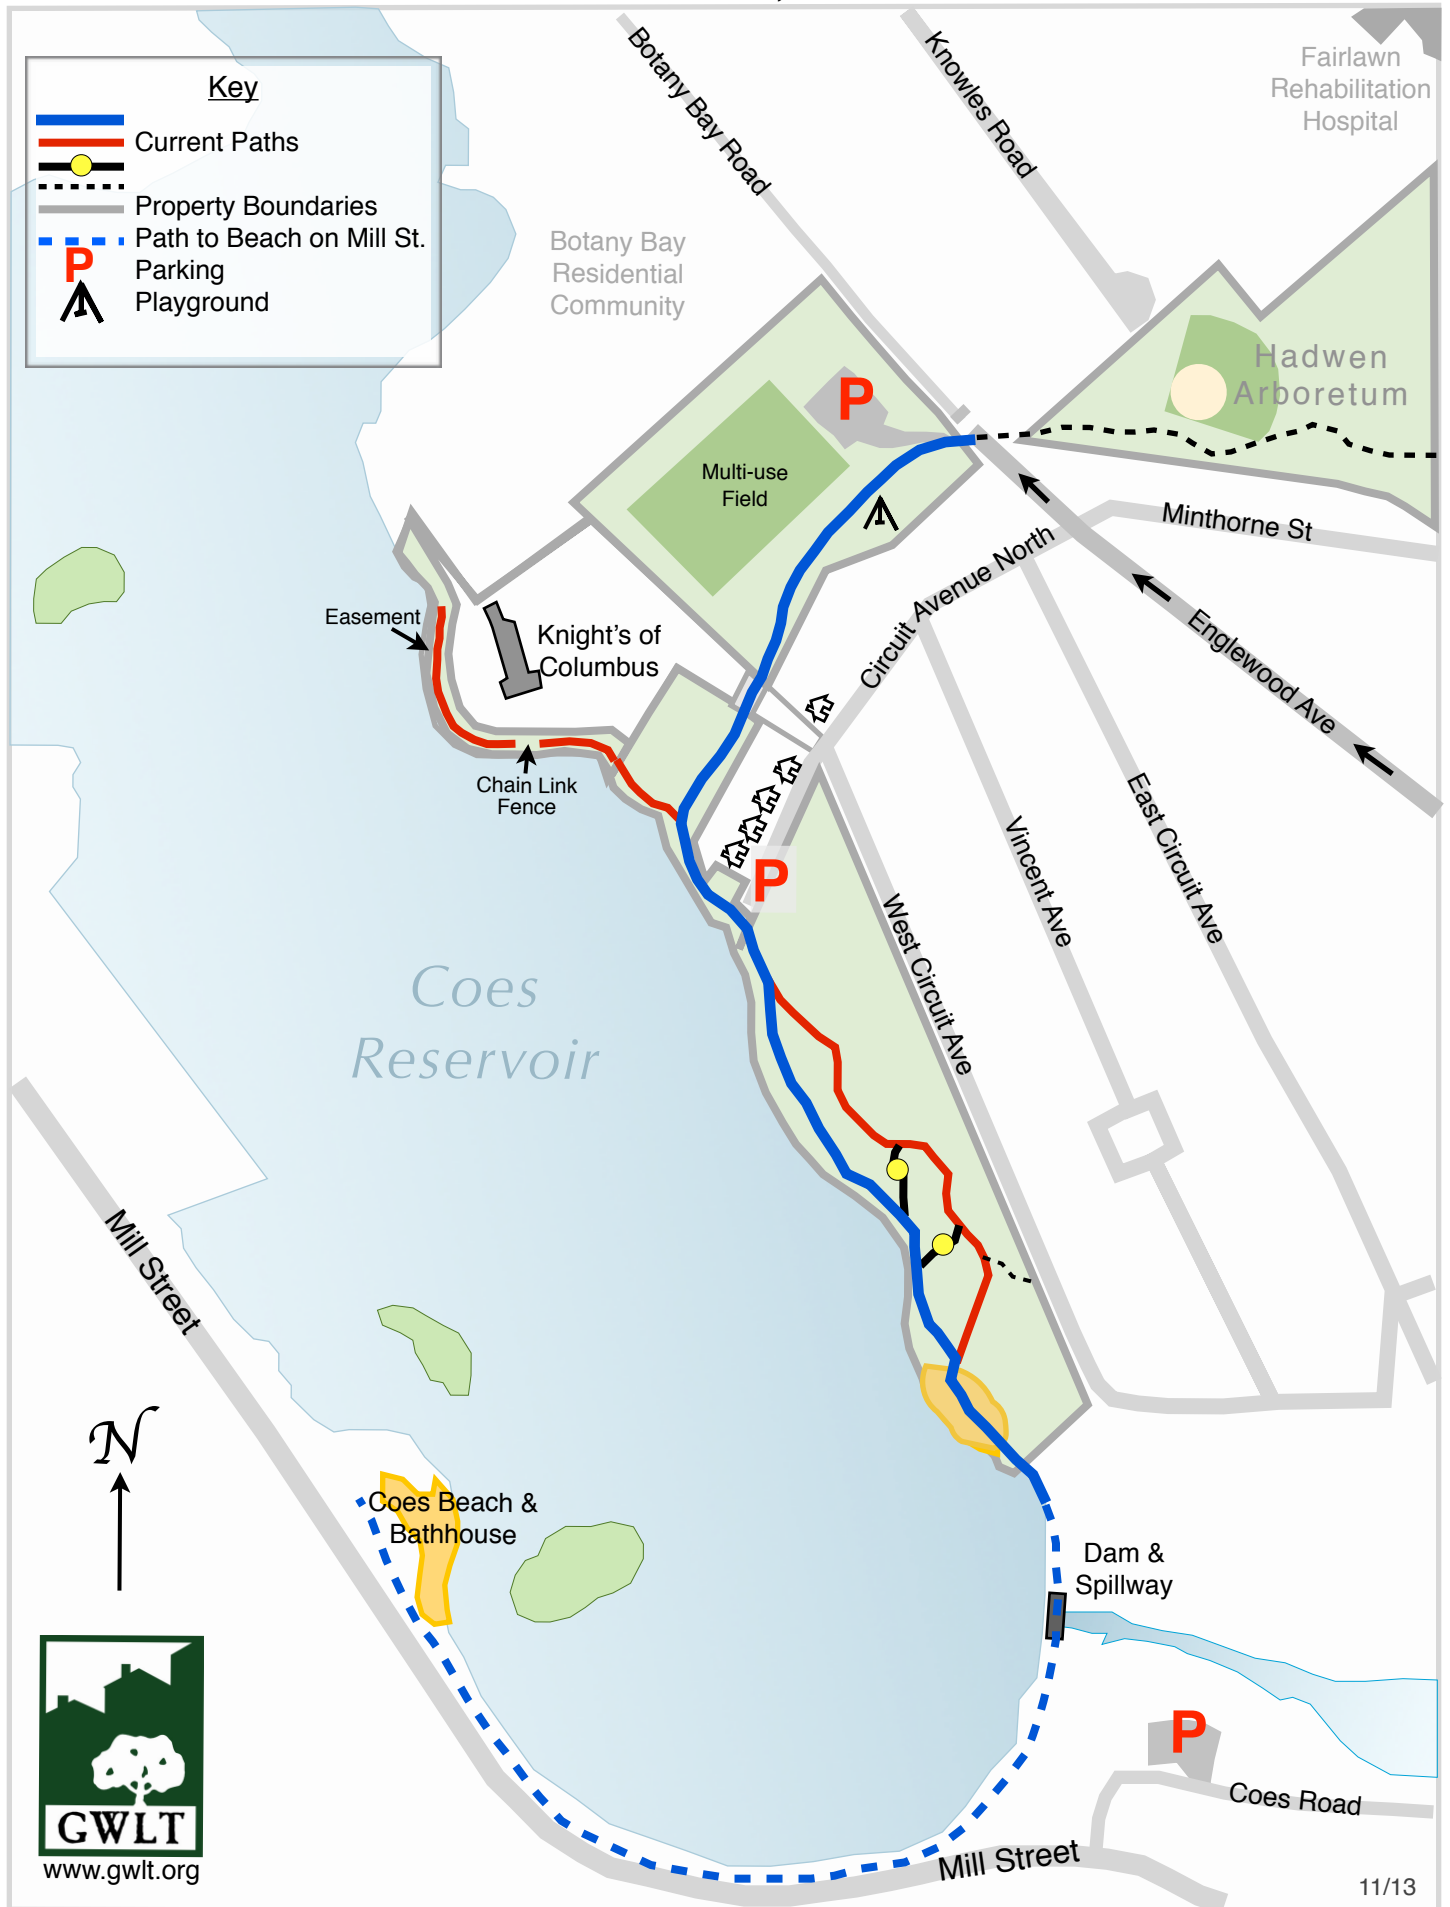 Key
Current Paths
Property Boundaries
Path to Beach on Mill St.
P
Parking
Playground
Botany Bay Road
Knowles Road
Fairlawn
Rehabilitation
Hospital
Botany Bay
Residential
Community
P
Hadwen
Arboretum
Multi-use
Field
Minthorne St
Circuit Avenue North
Englewood Ave
Easement
Knight's of
Columbus
Chain Link
Fence
P
Vincent Ave
East Circuit Ave
West Circuit Ave
Coes
Reservoir
Mill Street
N
Coes Beach &
Bathhouse
Dam &
Spillway
P
Coes Road
Mill Street
GWLT
www.gwlt.org
11/13